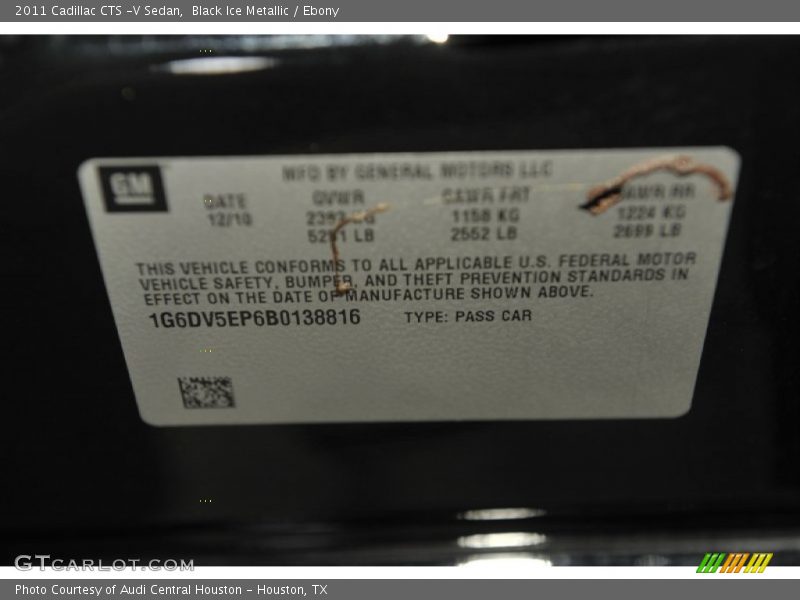 2011 Cadillac CTS -V Sedan, Black Ice Metallic / Ebony
GM
MFD BY GENERAL MOTORS LLC
DATE GVWR GAWR FRT GAWR RR
12/10 KG 1158 KG 1224 KG
LB 2552 LB 2699 LB
THIS VEHICLE CONFORMS TO ALL APPLICABLE U.S. FEDERAL MOTOR
VEHICLE SAFETY, BUMPER, AND THEFT PREVENTION STANDARDS IN
EFFECT ON THE DATE OF MANUFACTURE SHOWN ABOVE.
1G6DV5EP6B0138816 TYPE: PASS CAR
GTCARLOT.COM
Photo Courtesy of Audi Central Houston - Houston, TX